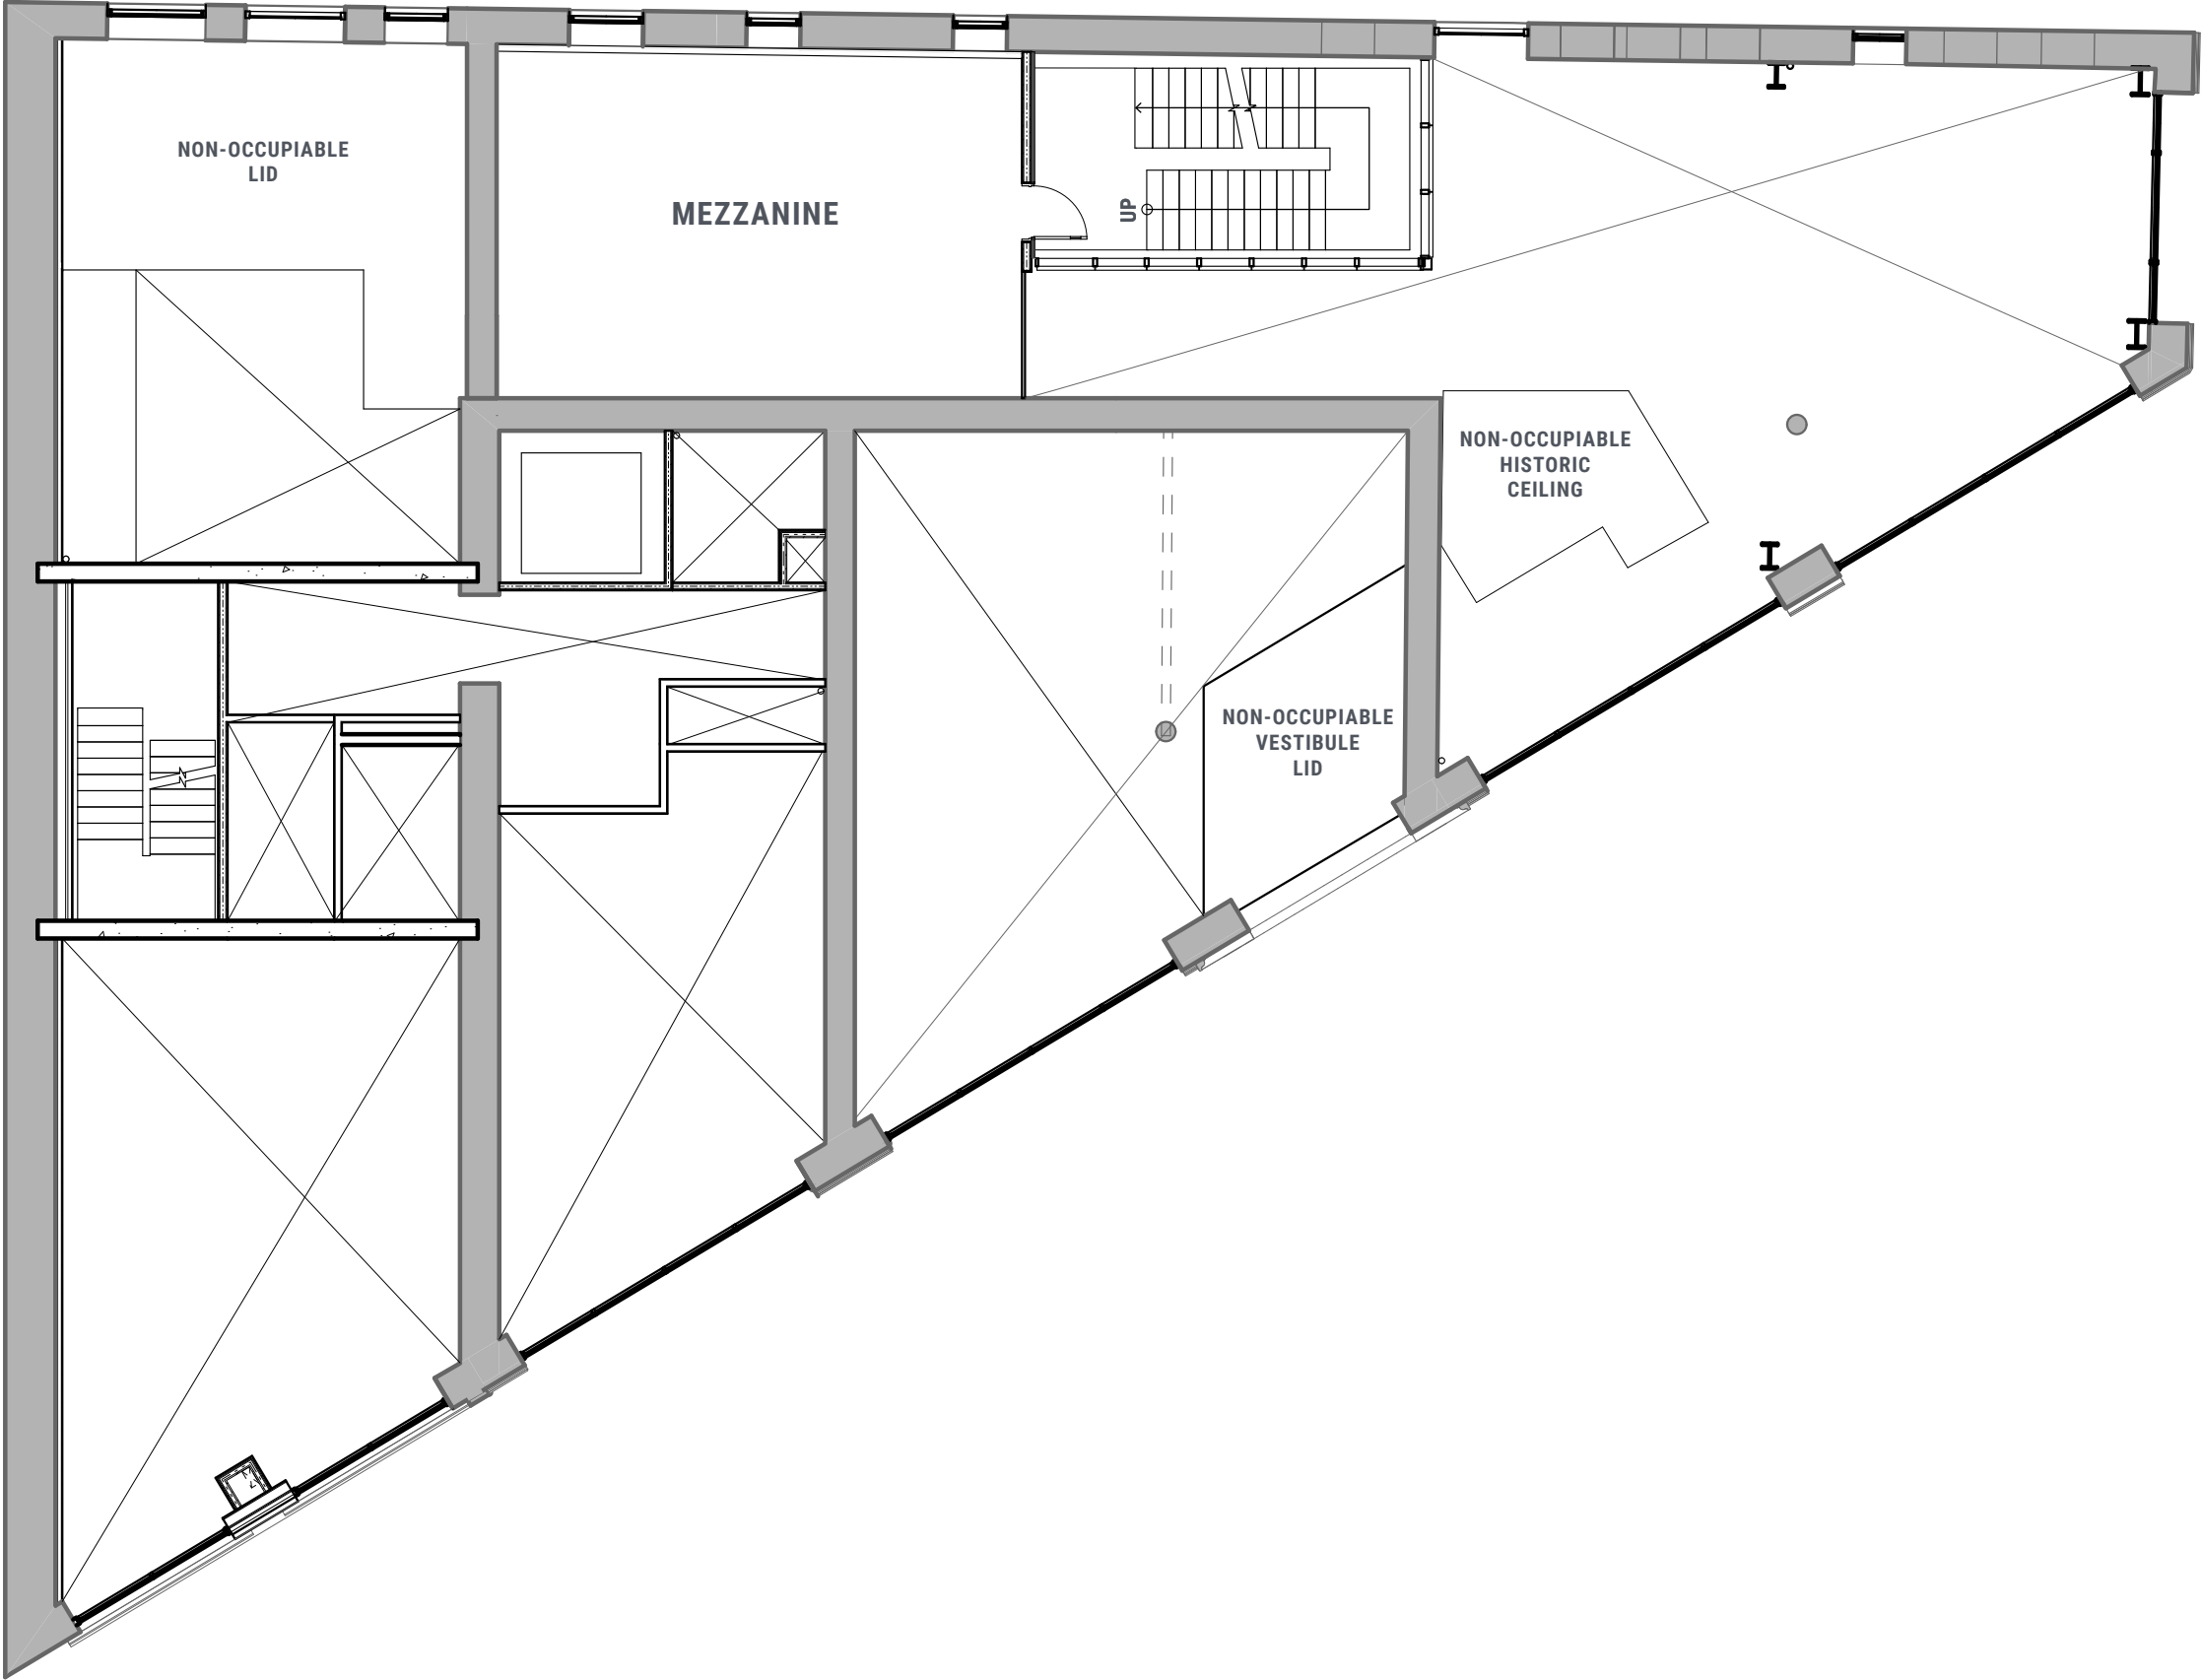 NON-OCCUPIABLE
LID
MEZZANINE
UP
NON-OCCUPIABLE
HISTORIC
CEILING
NON-OCCUPIABLE
VESTIBULE
LID